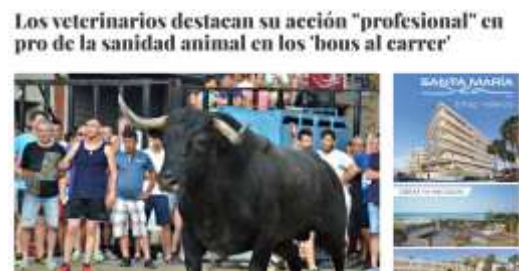 Los veterinarios destacan su acción "profesional" en
pro de la sanidad animal en los 'bous al carrer'
SANTA MARÍA